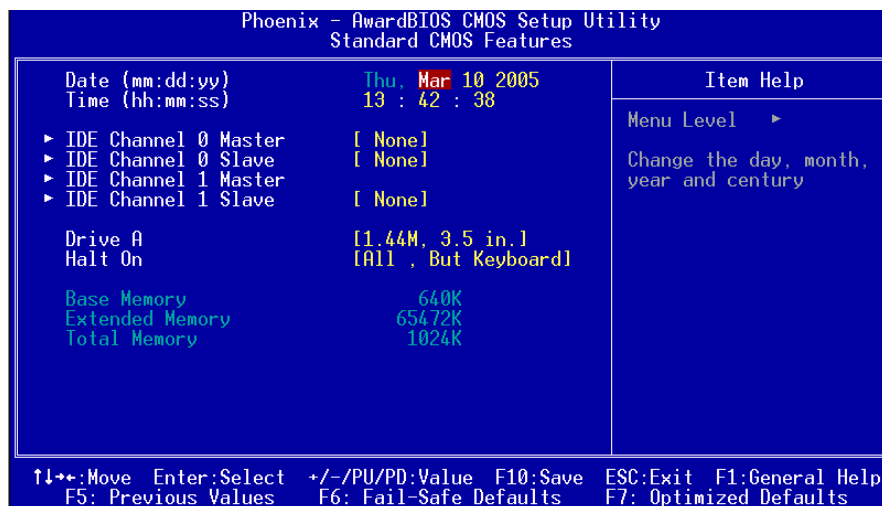 Phoenix - AwardBIOS CMOS Setup Utility
Standard CMOS Features
Date (mm:dd:yy) Thu, Mar 10 2005
Time (hh:mm:ss) 13 : 42 : 38
► IDE Channel 0 Master [ None]
► IDE Channel 0 Slave [ None]
► IDE Channel 1 Master
► IDE Channel 1 Slave [ None]
Drive A [1.44M, 3.5 in.]
Halt On [All , But Keyboard]
Base Memory 640K
Extended Memory 65472K
Total Memory 1024K
Item Help
Menu Level ►
Change the day, month,
year and century
↑↓→←:Move Enter:Select +/-/PU/PD:Value F10:Save ESC:Exit F1:General Help
F5: Previous Values F6: Fail-Safe Defaults F7: Optimized Defaults